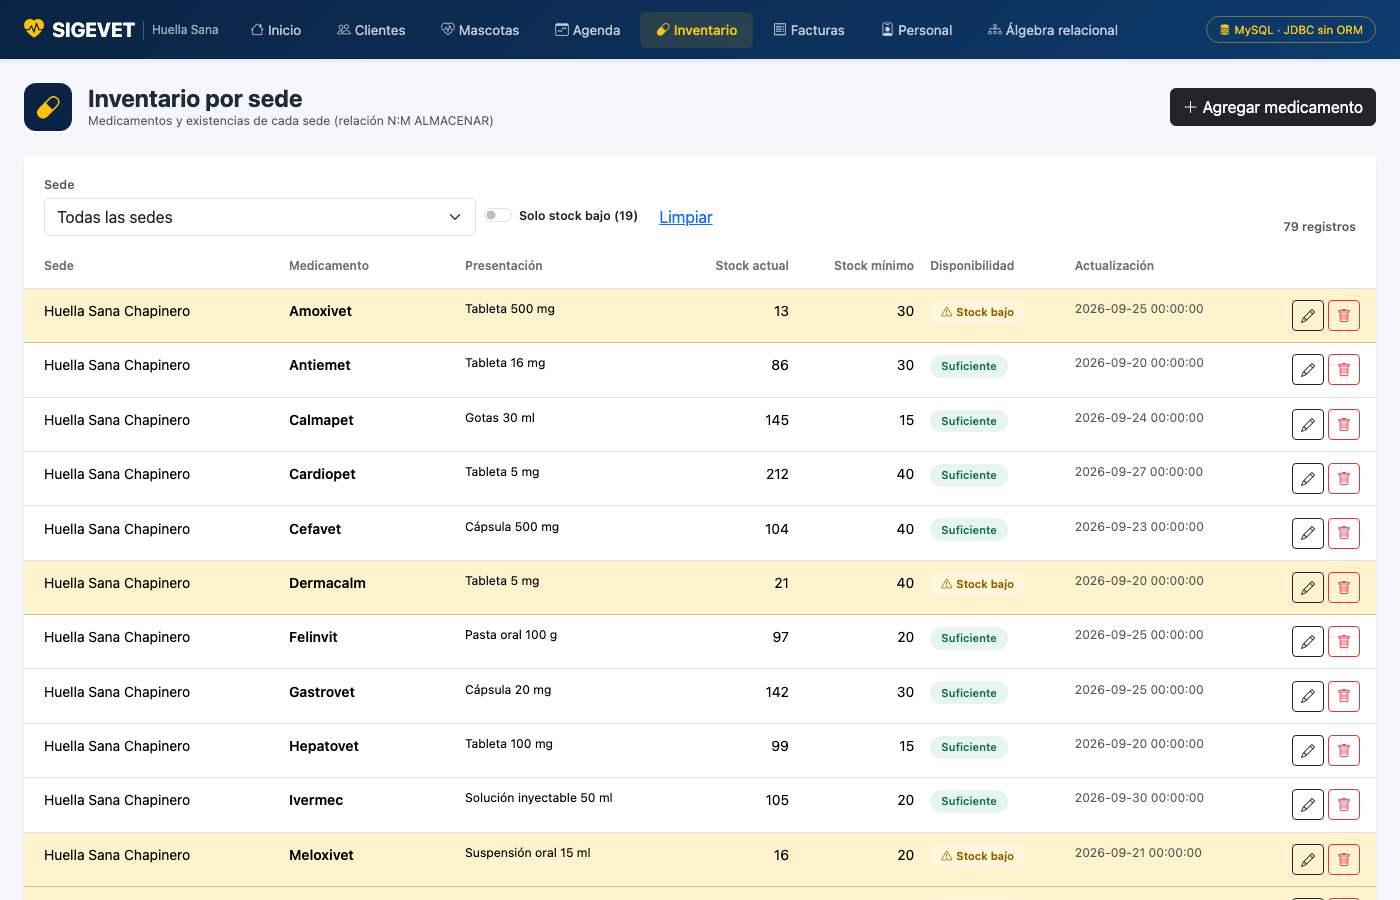 SIGEVET Huella Sana Inicio Clientes Mascotas Agenda Inventario Facturas Personal Álgebra relacional MySQL · JDBC sin ORM
Inventario por sede
Medicamentos y existencias de cada sede (relación N:M ALMACENAR)
+ Agregar medicamento
Sede
Todas las sedes Solo stock bajo (19) Limpiar 79 registros
Sede Medicamento Presentación Stock actual Stock mínimo Disponibilidad Actualización
Huella Sana Chapinero Amoxivet Tableta 500 mg 13 30 Stock bajo 2026-09-25 00:00:00
Huella Sana Chapinero Antiemet Tableta 16 mg 86 30 Suficiente 2026-09-20 00:00:00
Huella Sana Chapinero Calmapet Gotas 30 ml 145 15 Suficiente 2026-09-24 00:00:00
Huella Sana Chapinero Cardiopet Tableta 5 mg 212 40 Suficiente 2026-09-27 00:00:00
Huella Sana Chapinero Cefavet Cápsula 500 mg 104 40 Suficiente 2026-09-23 00:00:00
Huella Sana Chapinero Dermacalm Tableta 5 mg 21 40 Stock bajo 2026-09-20 00:00:00
Huella Sana Chapinero Felinvit Pasta oral 100 g 97 20 Suficiente 2026-09-25 00:00:00
Huella Sana Chapinero Gastrovet Cápsula 20 mg 142 30 Suficiente 2026-09-25 00:00:00
Huella Sana Chapinero Hepatovet Tableta 100 mg 99 15 Suficiente 2026-09-20 00:00:00
Huella Sana Chapinero Ivermec Solución inyectable 50 ml 105 20 Suficiente 2026-09-30 00:00:00
Huella Sana Chapinero Meloxivet Suspensión oral 15 ml 16 20 Stock bajo 2026-09-21 00:00:00